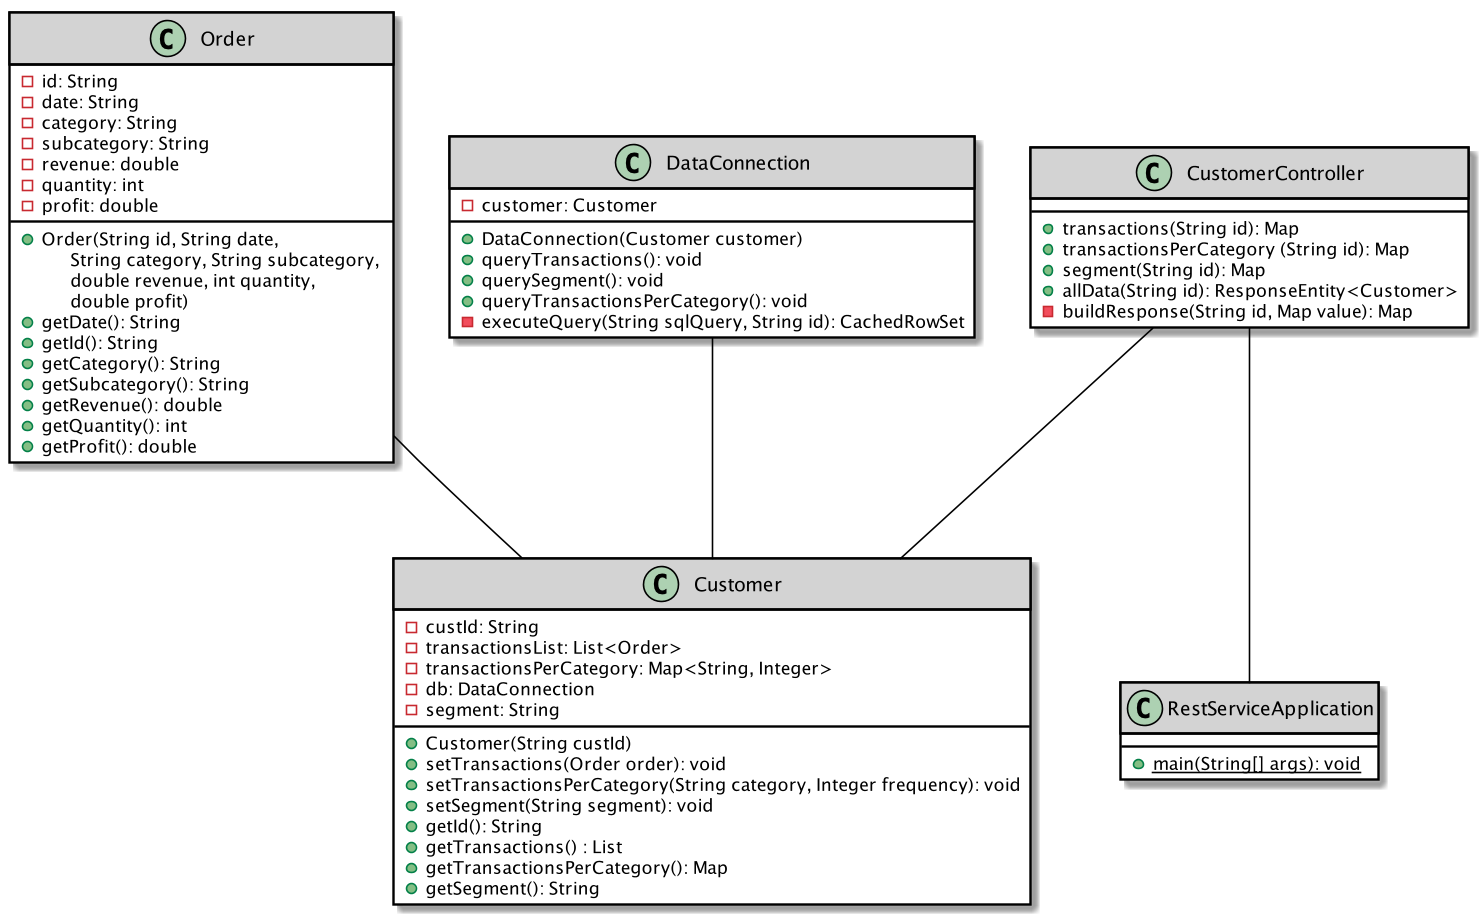 C Order
id: String
date: String
category: String
subcategory: String
revenue: double
quantity: int
profit: double
Order(String id, String date,
String category, String subcategory,
double revenue, int quantity,
double profit)
getDate(): String
getId(): String
getCategory(): String
getSubcategory(): String
getRevenue(): double
getQuantity(): int
getProfit(): double
C DataConnection
customer: Customer
DataConnection(Customer customer)
queryTransactions(): void
querySegment(): void
queryTransactionsPerCategory(): void
executeQuery(String sqlQuery, String id): CachedRowSet
C CustomerController
transactions(String id): Map
transactionsPerCategory (String id): Map
segment(String id): Map
allData(String id): ResponseEntity<Customer>
buildResponse(String id, Map value): Map
C Customer
custId: String
transactionsList: List<Order>
transactionsPerCategory: Map<String, Integer>
db: DataConnection
segment: String
Customer(String custId)
setTransactions(Order order): void
setTransactionsPerCategory(String category, Integer frequency): void
setSegment(String segment): void
getId(): String
getTransactions() : List
getTransactionsPerCategory(): Map
getSegment(): String
C RestServiceApplication
main(String[] args): void